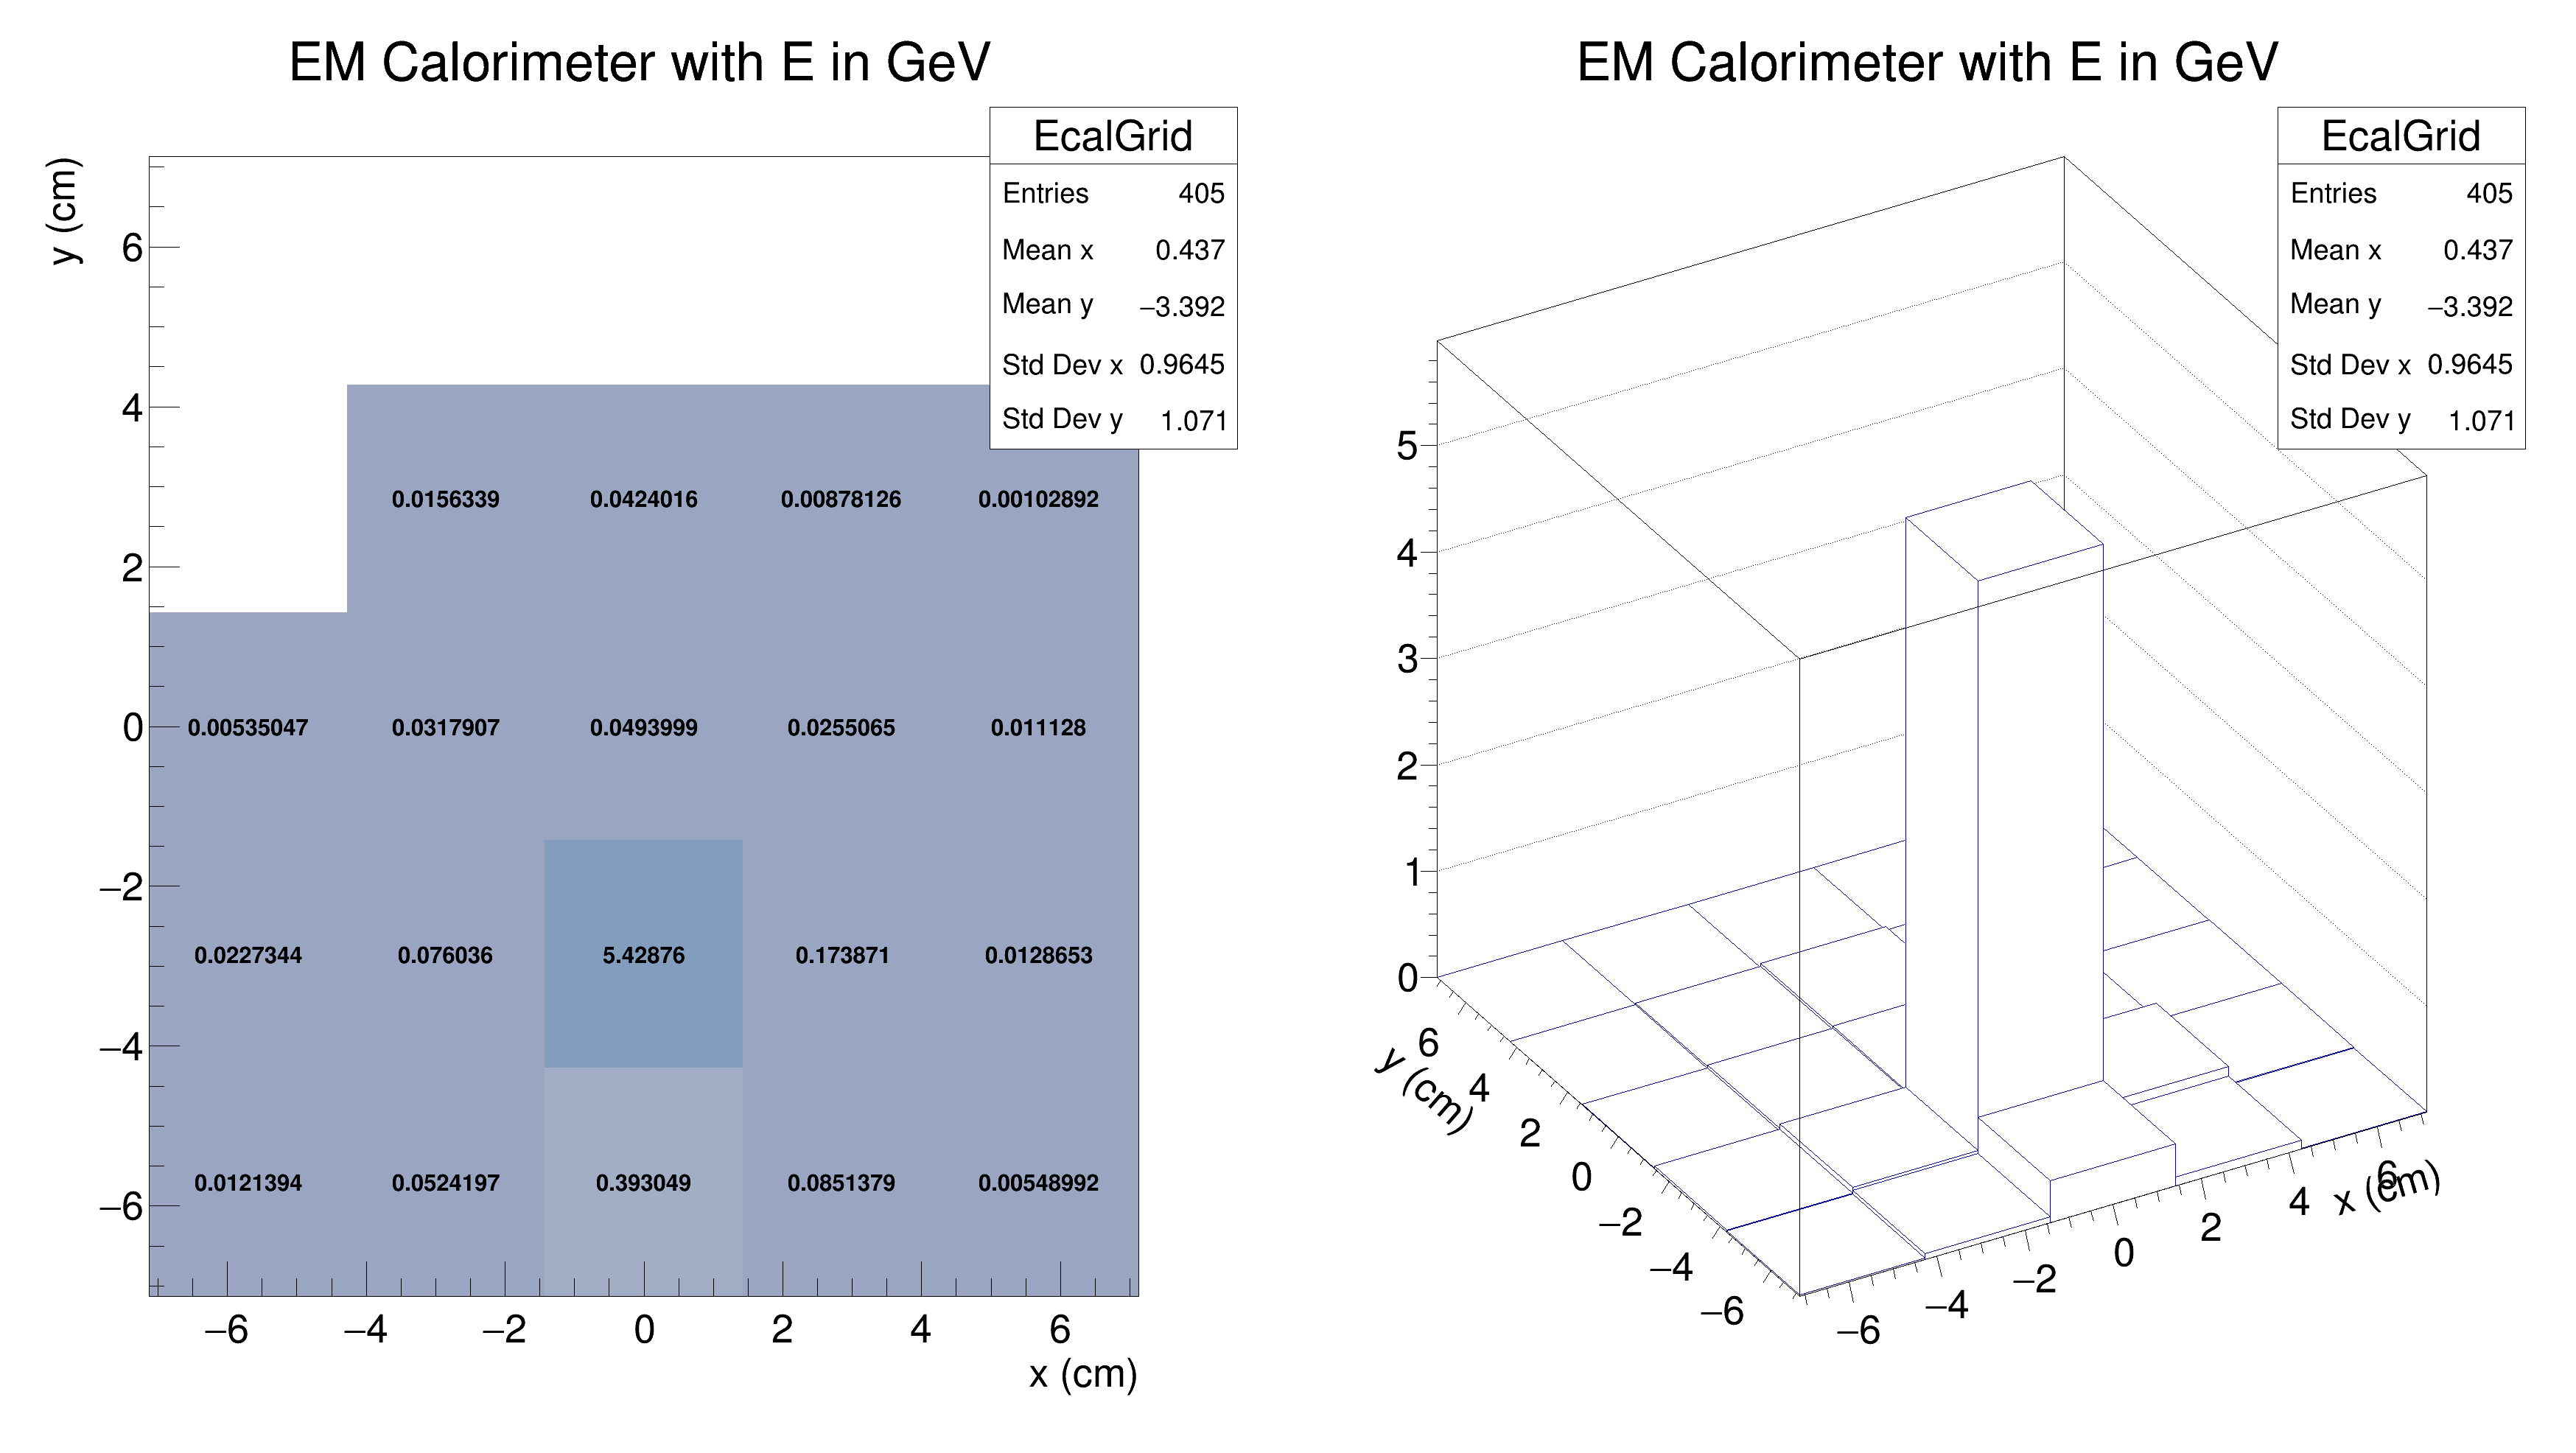 EM Calorimeter with E in GeV
EcalGrid
Entries 405
Mean x 0.437
Mean y −3.392
Std Dev x 0.9645
Std Dev y 1.071
y (cm)
6
4
2
0
−2
−4
−6
0.0156339 0.0424016 0.00878126 0.00102892
0.00535047 0.0317907 0.0493999 0.0255065 0.011128
0.0227344 0.076036 5.42876 0.173871 0.0128653
0.0121394 0.0524197 0.393049 0.0851379 0.00548992
−6 −4 −2 0 2 4 6
x (cm)
EM Calorimeter with E in GeV
EcalGrid
Entries 405
Mean x 0.437
Mean y −3.392
Std Dev x 0.9645
Std Dev y 1.071
5
4
3
2
1
0
y (cm)
6
4
2
0
−2
−4
−6
−6 −4 −2 0 2 4 6
x (cm)